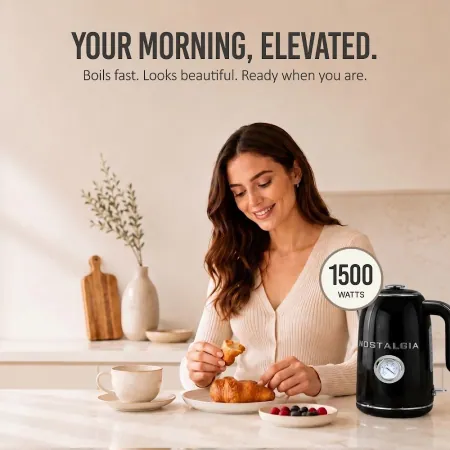 YOUR MORNING, ELEVATED.
Boils fast. Looks beautiful. Ready when you are.
1500
WATTS
NOSTALGIA